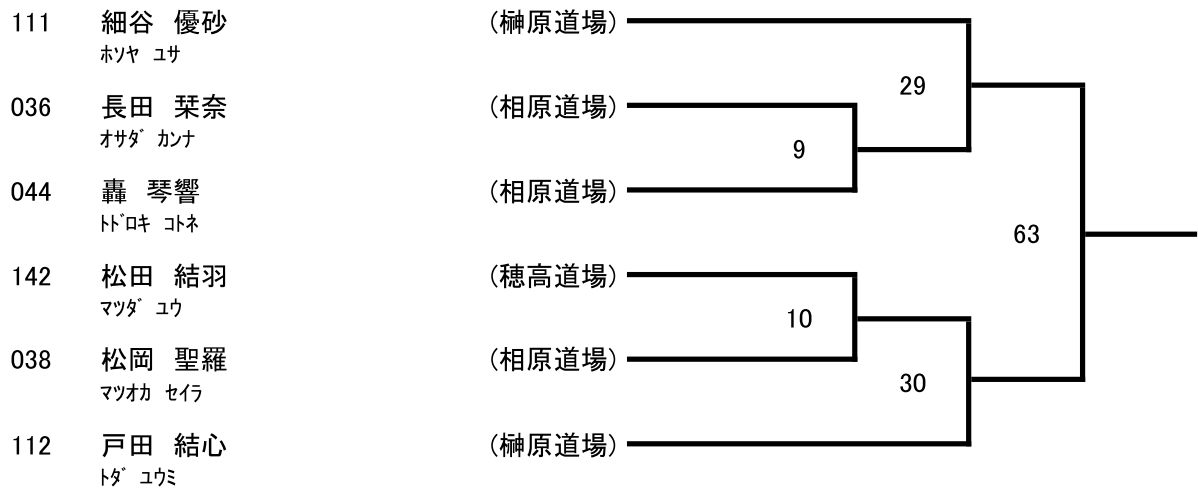 111 細谷 優砂 (榊原道場)
ﾎｿﾔ ﾕｻ
29
036 長田 栞奈 (相原道場)
ｵｻﾀﾞ ｶﾝﾅ
9
044 轟 琴響 (相原道場)
ﾄﾄﾞﾛｷ ｺﾄﾈ
63
142 松田 結羽 (穂高道場)
ﾏﾂﾀﾞ ﾕｳ
10
038 松岡 聖羅 (相原道場)
ﾏﾂｵｶ ｾｲﾗ
30
112 戸田 結心 (榊原道場)
ﾄﾀﾞ ﾕｳﾐ